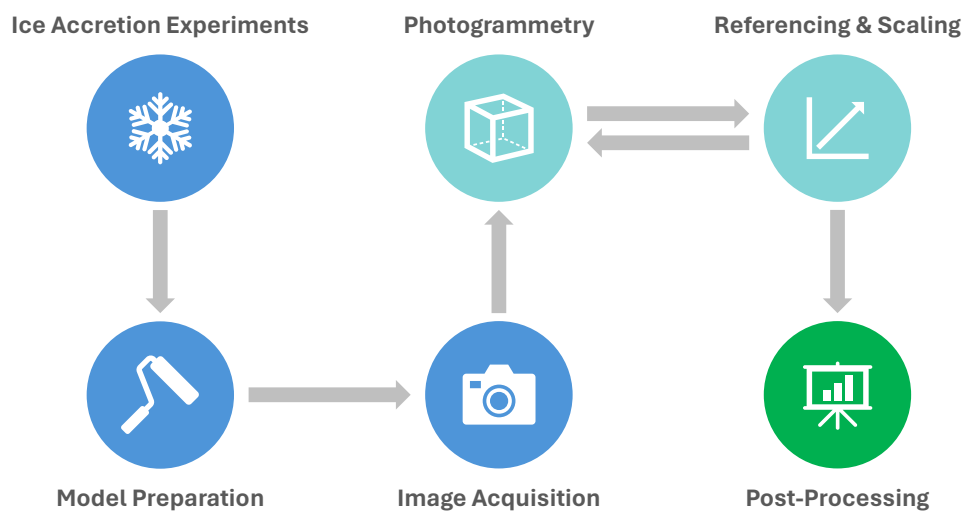 Ice Accretion Experiments
Photogrammetry
Referencing & Scaling
Model Preparation
Image Acquisition
Post-Processing